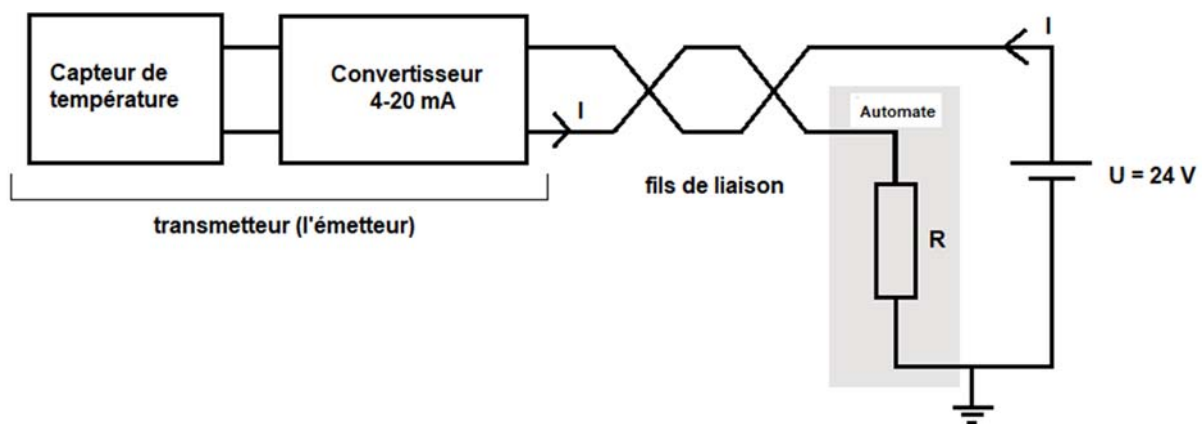 I
Capteur de
température
Convertisseur
4-20 mA
I
Automate
fils de liaison
U = 24 V
transmetteur (l'émetteur)
R